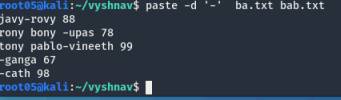 root05@kali:~/vyshnav$ paste -d '-'  ba.txt bab.txt
javy-rovy 88
rony bony -upas 78
tony pablo-vineeth 99
-ganga 67
-cath 98
root05@kali:~/vyshnav$